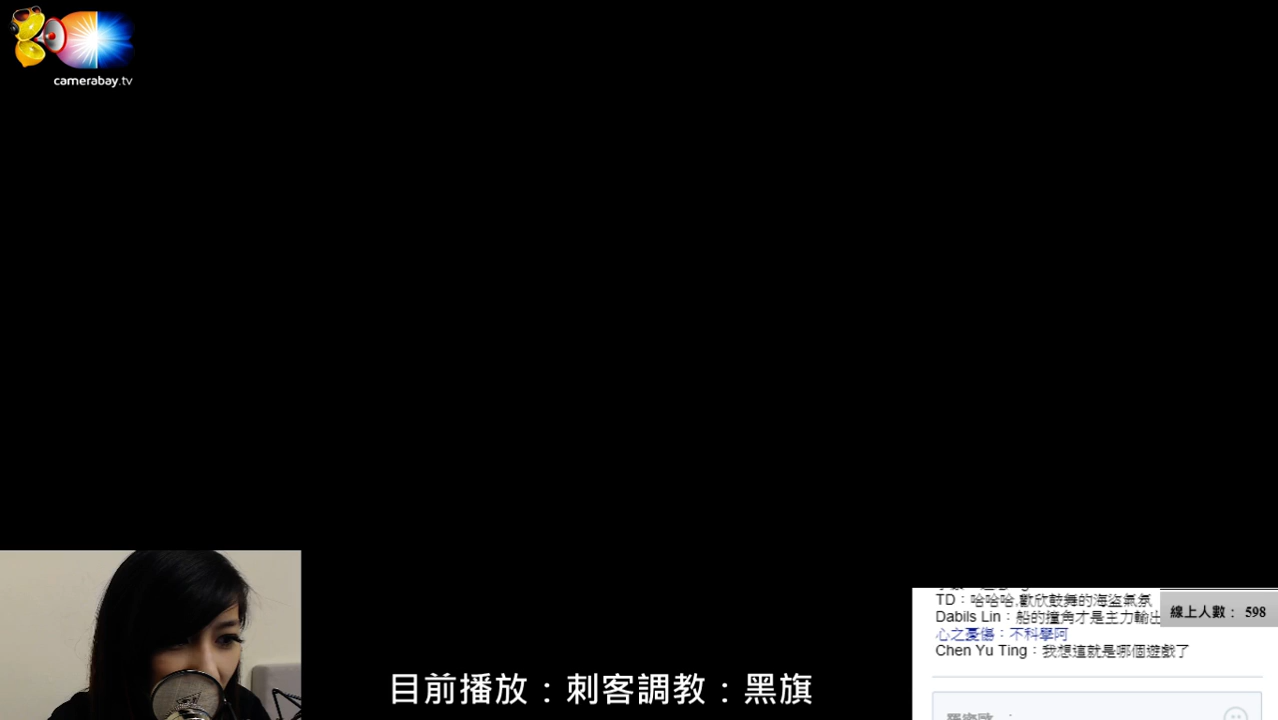 camerabay.tv
TD：哈哈哈,歡欣鼓舞的海盜氣氛
線上人數： 598
Dabils Lin：船的撞角才是主力輸出
心之憂傷：不科學阿
Chen Yu Ting：我想這就是哪個遊戲了
目前播放：刺客調教：黑旗